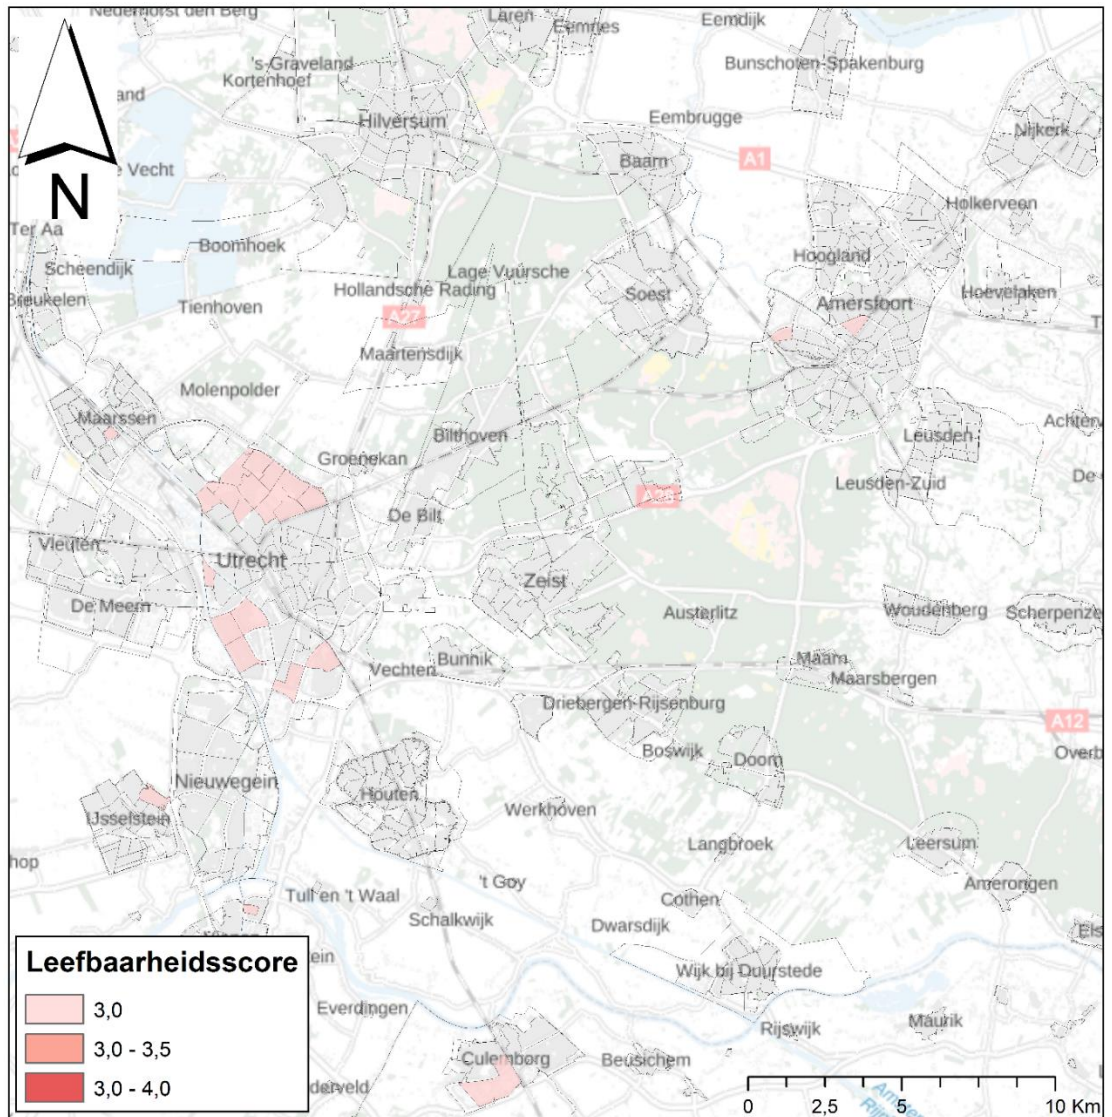 Nederhorst den Berg
Laren
Eemnes
Eemdijk
Bunschoten-Spakenburg
's-Graveland
Kortenhoef
Hilversum
Eembrugge
Nijkerk
Baarn
A1
Vecht
N
Holkerveen
Ter Aa
Boomhoek
Hoogland
Scheendijk
Lage Vuursche
Hollandsche Rading
Soest
Hoevelaken
Breukelen
Tienhoven
Amersfoort
A27
Maartensdijk
Molenpolder
Maarssen
Bilthoven
Leusden
Groenekan
Leusden-Zuid
De Bilt
A28
Vleuten
Utrecht
Zeist
De Meern
Austerlitz
Woudenberg
Scherpenze
Vechten
Bunnik
Maarn
Maarsbergen
Driebergen-Rijsenburg
A12
Boswijk
Doorn
Nieuwegein
Houten
Werkhoven
IJsselstein
Langbroek
Leersum
hop
't Goy
Amerongen
Tull en 't Waal
Cothen
Schalkwijk
Dwarsdijk
Wijk bij Duurstede
Everdingen
Rijswijk
Maurik
Culemborg
Beusichem
derveld
Leefbaarheidsscore
3,0
3,0 - 3,5
3,0 - 4,0
0 2,5 5 10 Km